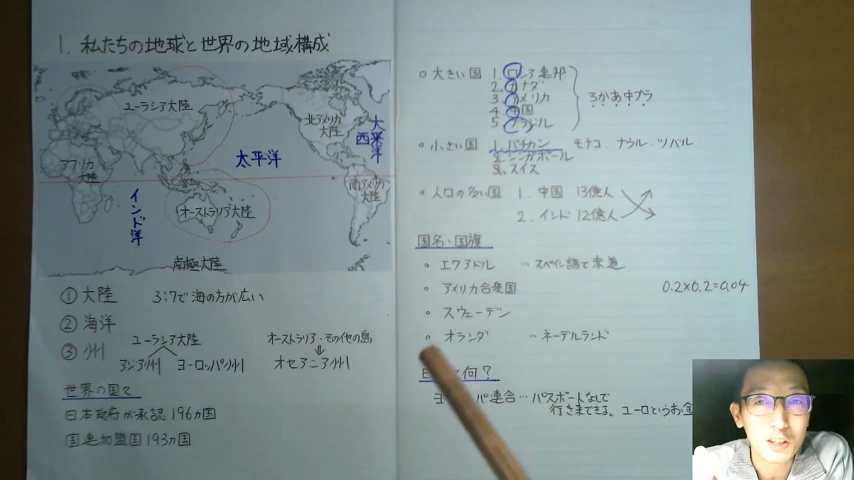 1. 私たちの地球と世界の地域構成
ユーラシア大陸
北アメリカ大陸
大西洋
太平洋
アフリカ大陸
インド洋
オーストラリア大陸
南アメリカ大陸
南極大陸
① 大陸 3:7で海の方が広い
② 海洋
③ 州
ユーラシア大陸
アジア州 ヨーロッパ州
オーストラリア・その他の島
オセアニア州
世界の国々
日本政府が承認 196ヵ国
国連加盟国 193ヵ国
大きい国 1. ロシア連邦
2. カナダ
3. アメリカ
4. 中国
5. ブラジル
ろかあ中ブラ
小さい国 1. バチカン モナコ. ナウル. ツバル
2. シンガポール
3. スイス
人口の多い国 1. 中国 13億人
2. インド 12億人
国名・国旗
エクアドル …スペイン語で赤道
アメリカ合衆国
0.2×0.2=0.04
スウェーデン
オランダ …ネーデルランド
て何?
パ連合…パスポートなしで
行き来できる。ユーロというお金